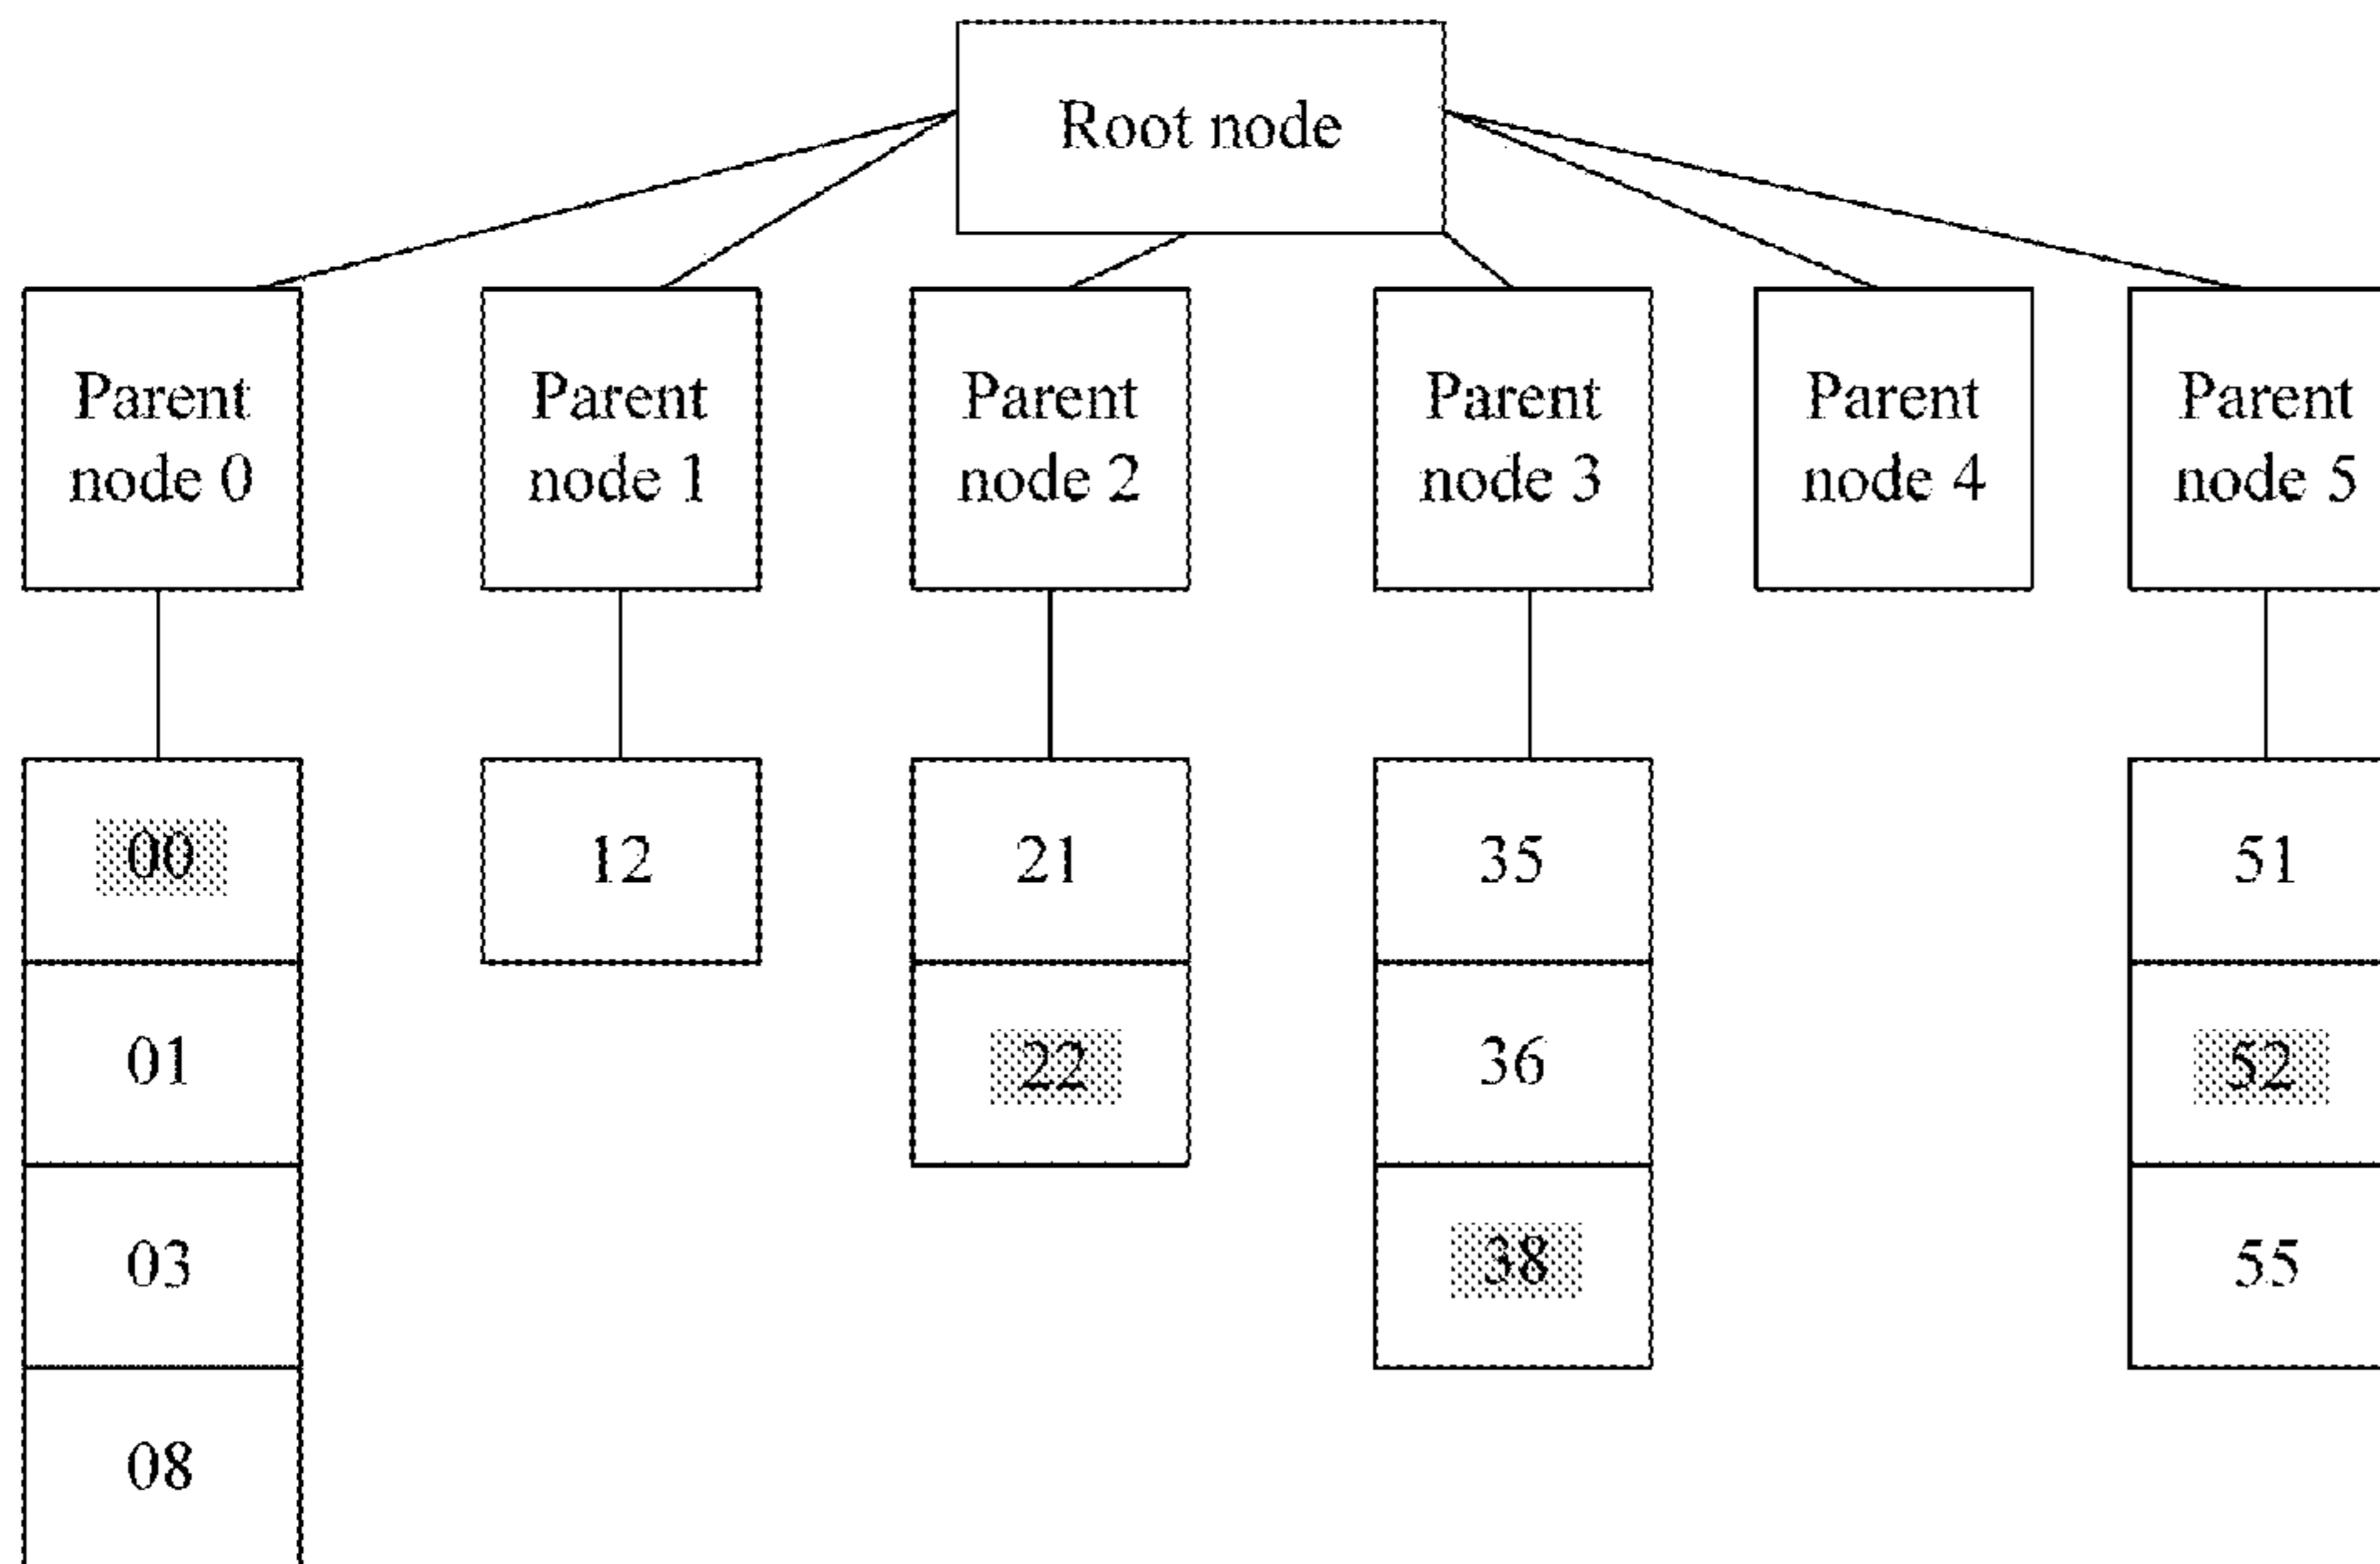 Root node
Parent
node 0
Parent
node 1
Parent
node 2
Parent
node 3
Parent
node 4
Parent
node 5
00
12
21
35
51
01
22
36
52
03
38
55
08